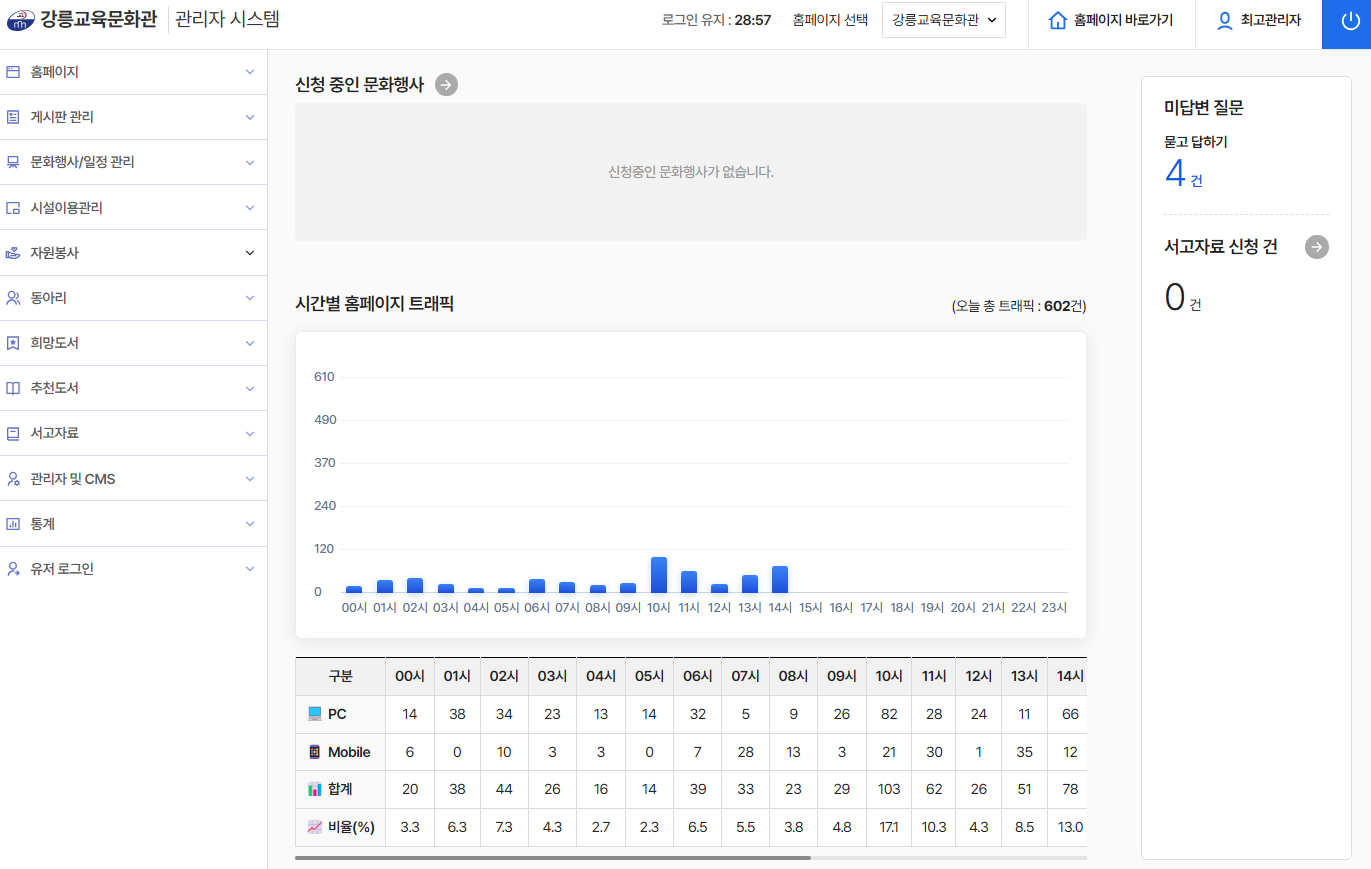 강릉교육문화관 관리자 시스템 로그인 유지 : 28:57 홈페이지 선택 강릉교육문화관 홈페이지 바로가기 최고관리자
홈페이지
게시판 관리
문화행사/일정 관리
시설이용관리
자원봉사
동아리
희망도서
추천도서
서고자료
관리자 및 CMS
통계
유저 로그인
신청 중인 문화행사
신청중인 문화행사가 없습니다.
시간별 홈페이지 트래픽 (오늘 총 트래픽 : 602건)
610
490
370
240
120
0
00시 01시 02시 03시 04시 05시 06시 07시 08시 09시 10시 11시 12시 13시 14시 15시 16시 17시 18시 19시 20시 21시 22시 23시
구분 00시 01시 02시 03시 04시 05시 06시 07시 08시 09시 10시 11시 12시 13시 14시
PC 14 38 34 23 13 14 32 5 9 26 82 28 24 11 66
Mobile 6 0 10 3 3 0 7 28 13 3 21 30 1 35 12
합계 20 38 44 26 16 14 39 33 23 29 103 62 26 51 78
비율(%) 3.3 6.3 7.3 4.3 2.7 2.3 6.5 5.5 3.8 4.8 17.1 10.3 4.3 8.5 13.0
미답변 질문
묻고 답하기
4 건
서고자료 신청 건
0 건